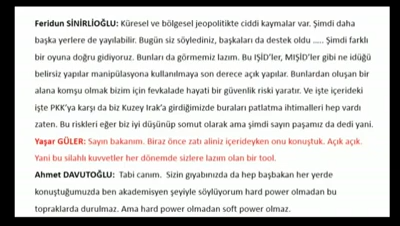 Feridun SİNİRLİOĞLU: Küresel ve bölgesel jeopolitikte ciddi kaymalar var. Şimdi daha
başka yerlere de yayılabilir. Bugün siz söylediniz, başkaları da destek oldu ..... Şimdi farklı
bir oyuna doğru gidiyoruz. Bunları da görmemiz lazım. Bu IŞİD'ler, MIŞİD'ler gibi ne idüğü
belirsiz yapılar manipülasyona kullanılmaya son derece açık yapılar. Bunlardan oluşan bir
alana komşu olmak bizim için fevkalade hayati bir güvenlik riski yaratır. Ve işte içerideki
işte PKK'ya karşı da biz Kuzey Irak'a girdiğimizde buraları patlatma ihtimalleri hep vardı
zaten. Bu riskleri eğer biz iyi düşünüp somut olarak ama şimdi sayın paşamız da dedi yani.
Yaşar GÜLER: Sayın bakanım. Biraz önce zatı aliniz içerideyken onu konuştuk. Açık açık.
Yani bu silahlı kuvvetler her dönemde sizlere lazım olan bir tool.
Ahmet DAVUTOĞLU: Tabi canım. Sizin gıyabınızda da hep başbakan her yerde
konuştuğumuzda ben akademisyen şeyiyle söylüyorum hard power olmadan bu
topraklarda durulmaz. Ama hard power olmadan soft power olmaz.